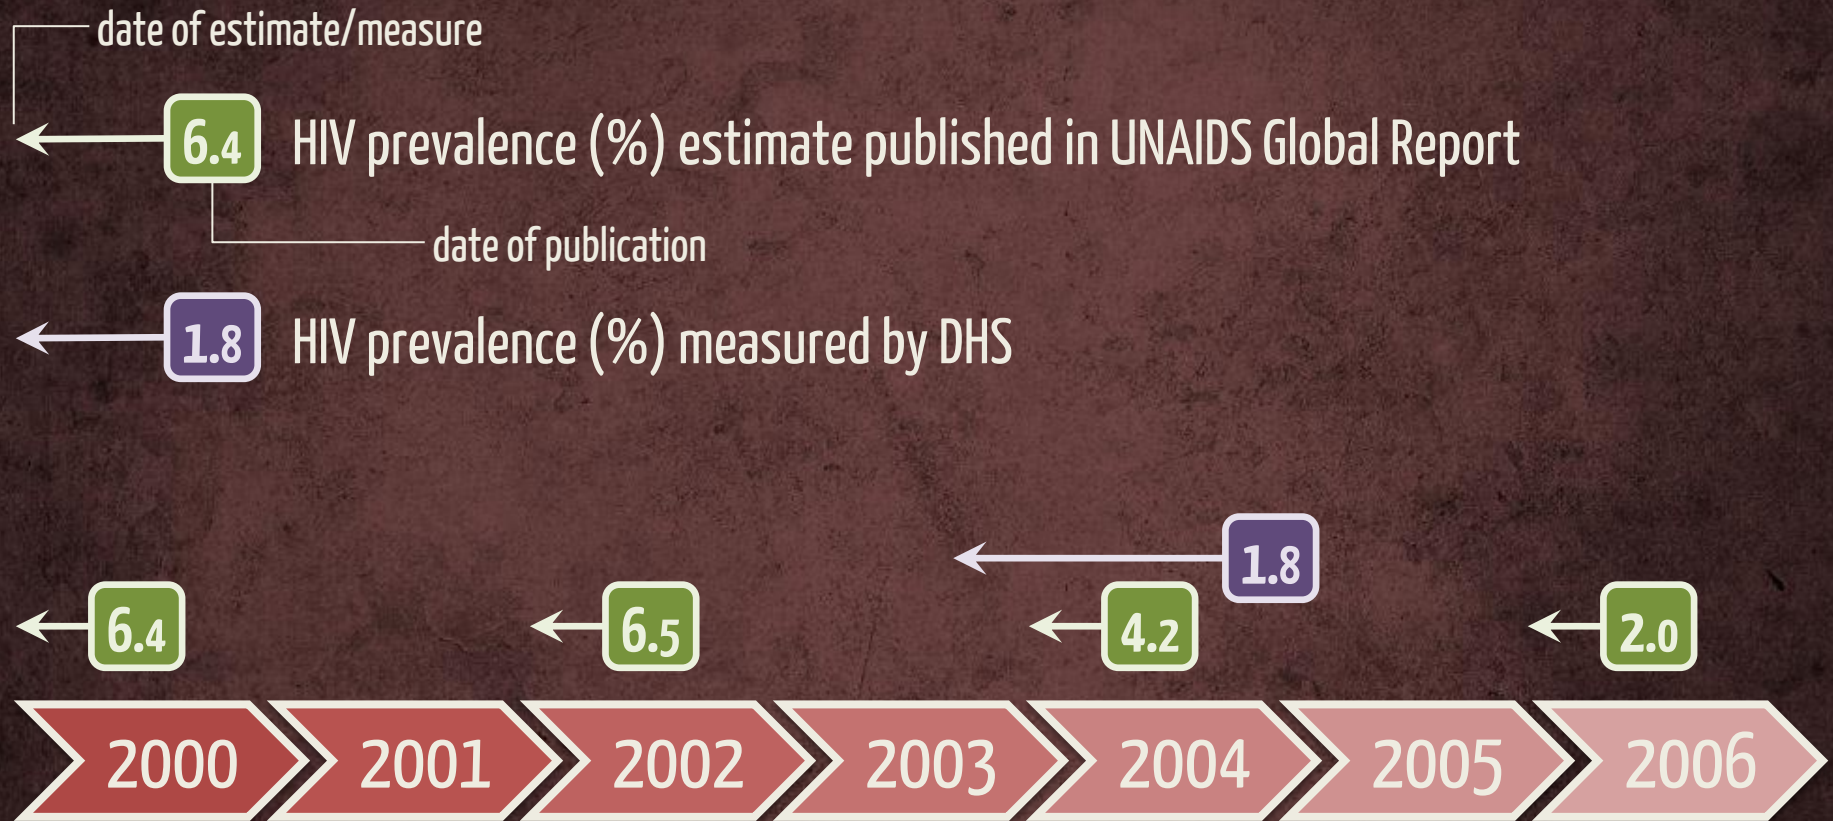 date of estimate/measure
6.4 HIV prevalence (%) estimate published in UNAIDS Global Report
date of publication
1.8 HIV prevalence (%) measured by DHS
1.8
6.4 6.5 4.2 2.0
2000 2001 2002 2003 2004 2005 2006